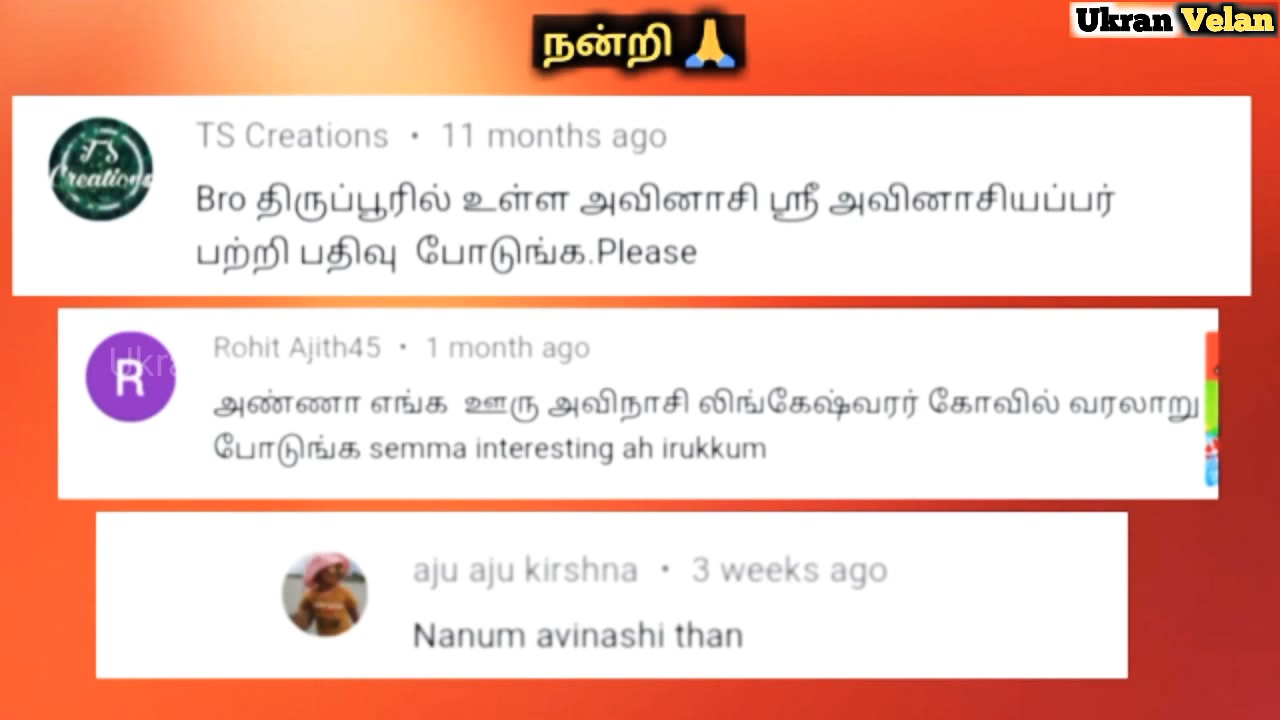 நன்றி 🙏
Ukran Velan
TS Creations • 11 months ago
TS
Creations
Bro திருப்பூரில் உள்ள அவினாசி ஸ்ரீ அவினாசியப்பர்
பற்றி பதிவு போடுங்க.Please
Rohit Ajith45 • 1 month ago
R
அண்ணா எங்க ஊரு அவிநாசி லிங்கேஷ்வரர் கோவில் வரலாறு
போடுங்க semma interesting ah irukkum
aju aju kirshna • 3 weeks ago
Nanum avinashi than